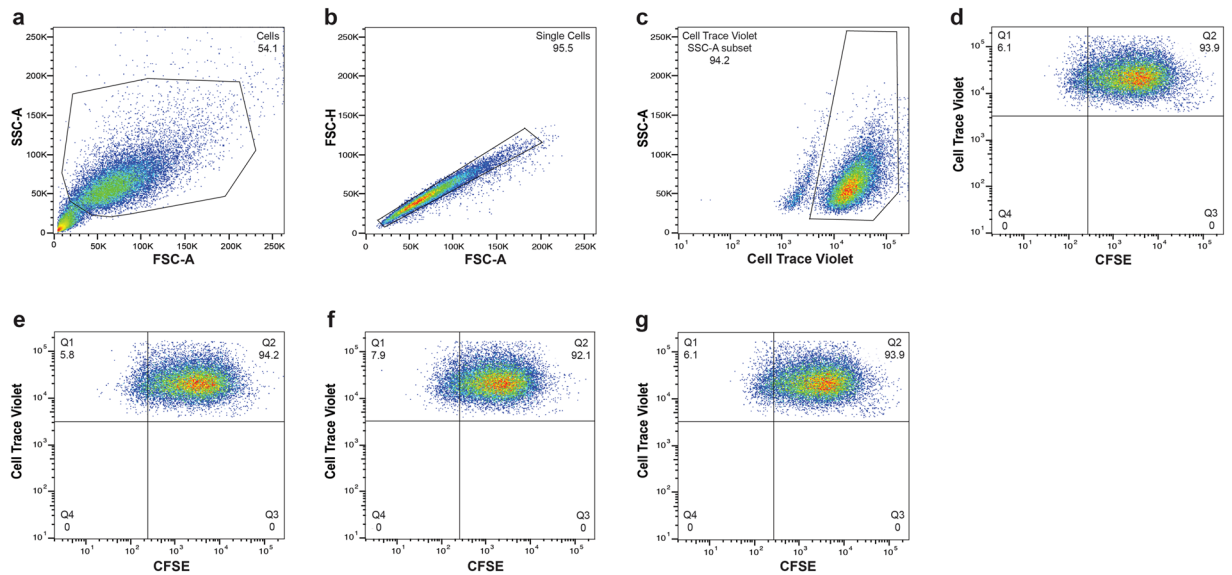 a
Cells
54.1
250K
200K
150K
100K
50K
0
SSC-A
0 50K 100K 150K 200K 250K
FSC-A
b
Single Cells
95.5
250K
200K
150K
100K
50K
0
FSC-H
0 50K 100K 150K 200K 250K
FSC-A
c
Cell Trace Violet
SSC-A subset
94.2
250K
200K
150K
100K
50K
0
SSC-A
10^1 10^2 10^3 10^4 10^5
Cell Trace Violet
d
Q1
6.1
Q2
93.9
10^5
10^4
10^3
10^2
10^1
Cell Trace Violet
Q4
0
Q3
0
10^1 10^2 10^3 10^4 10^5
CFSE
e
Q1
5.8
Q2
94.2
10^5
10^4
10^3
10^2
10^1
Cell Trace Violet
Q4
0
Q3
0
10^1 10^2 10^3 10^4 10^5
CFSE
f
Q1
7.9
Q2
92.1
10^5
10^4
10^3
10^2
10^1
Cell Trace Violet
Q4
0
Q3
0
10^1 10^2 10^3 10^4 10^5
CFSE
g
Q1
6.1
Q2
93.9
10^5
10^4
10^3
10^2
10^1
Cell Trace Violet
Q4
0
Q3
0
10^1 10^2 10^3 10^4 10^5
CFSE